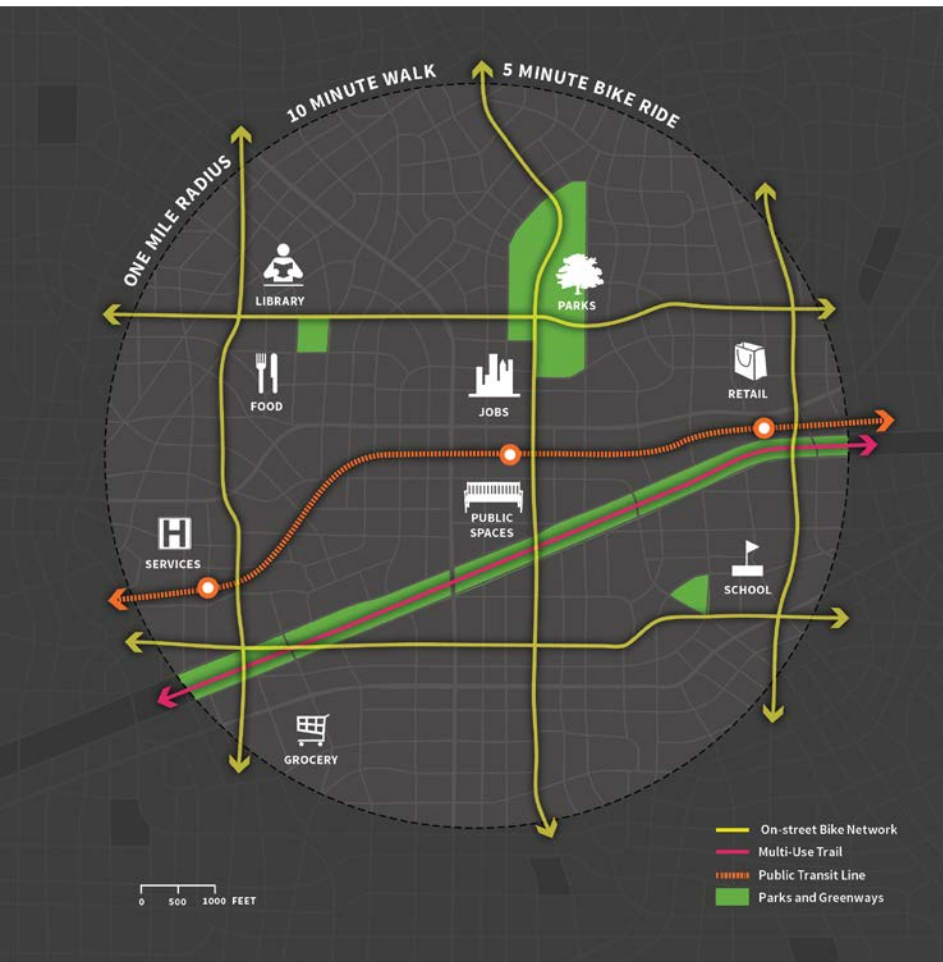 ONE MILE RADIUS
10 MINUTE WALK
5 MINUTE BIKE RIDE
LIBRARY
PARKS
FOOD
JOBS
RETAIL
PUBLIC
SPACES
H
SERVICES
SCHOOL
GROCERY
On-street Bike Network
Multi-Use Trail
Public Transit Line
Parks and Greenways
0 500 1000 FEET